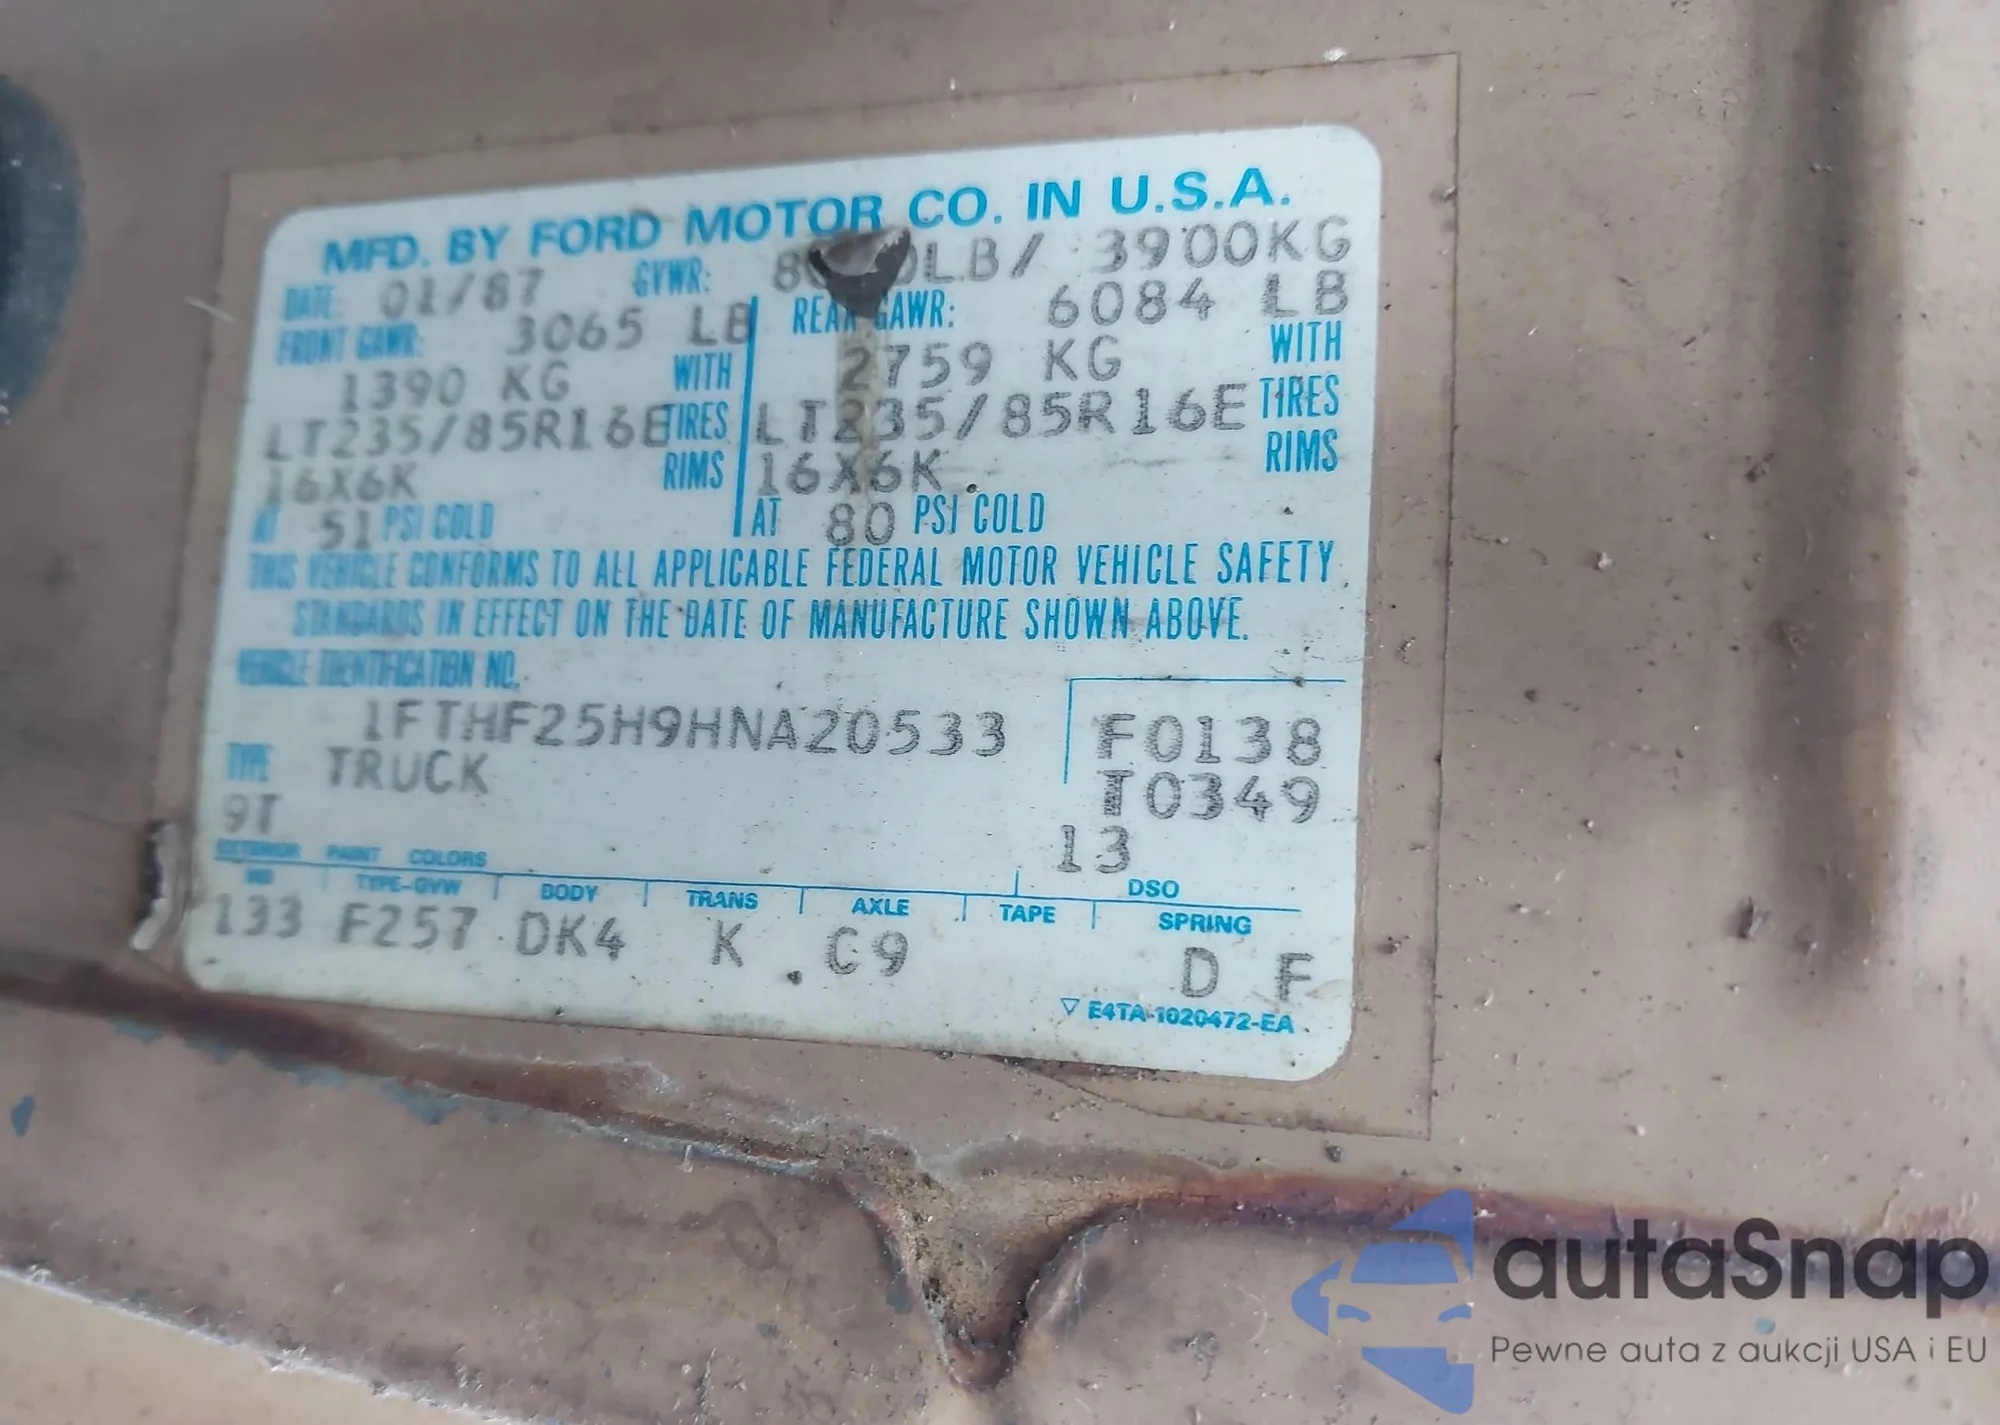 MFD. BY FORD MOTOR CO. IN U.S.A.
DATE: 01/87 GVWR: LB/ 3900KG
FRONT GAWR: 3065 LB REAR GAWR: 6084 LB
1390 KG WITH 2759 KG WITH
LT235/85R16E TIRES LT235/85R16E TIRES
16X6K RIMS 16X6K RIMS
AT 51 PSI COLD AT 80 PSI COLD
THIS VEHICLE CONFORMS TO ALL APPLICABLE FEDERAL MOTOR VEHICLE SAFETY
STANDARDS IN EFFECT ON THE DATE OF MANUFACTURE SHOWN ABOVE.
VEHICLE IDENTIFICATION NO.
1FTHF25H9HNA20533 F0138
TYPE TRUCK T0349
9T 13
EXTERIOR PAINT COLORS DSO
WB TYPE-GVW BODY TRANS AXLE TAPE SPRING
133 F257 DK4 K C9 D F
▽ E4TA-1020472-EA
autaSnap
Pewne auta z aukcji USA i EU